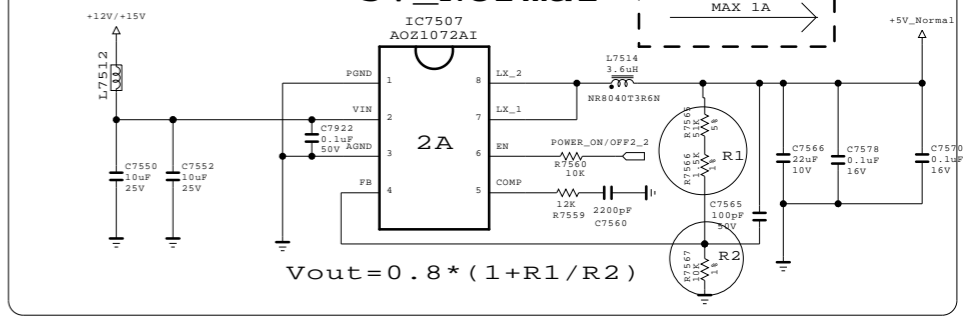 MAX 1A
+12V/+15V
IC7507
AOZ1072AI
+5V_Normal
L7512
L7514
3.6uH
NR8040T3R6N
PGND
1
8
LX_2
VIN
2
7
LX_1
2A
C7922
0.1uF
50V
AGND
3
6
EN
POWER_ON/OFF2_2
R7560
10K
FB
4
5
COMP
12K
R7559
2200pF
C7560
C7550
10uF
25V
C7552
10uF
25V
R7565
51K
5%
R7566
1.5K
1%
R1
C7565
100pF
50V
R7567
10K
1%
R2
C7566
22uF
10V
C7578
0.1uF
16V
C7570
0.1uF
16V
Vout=0.8*(1+R1/R2)